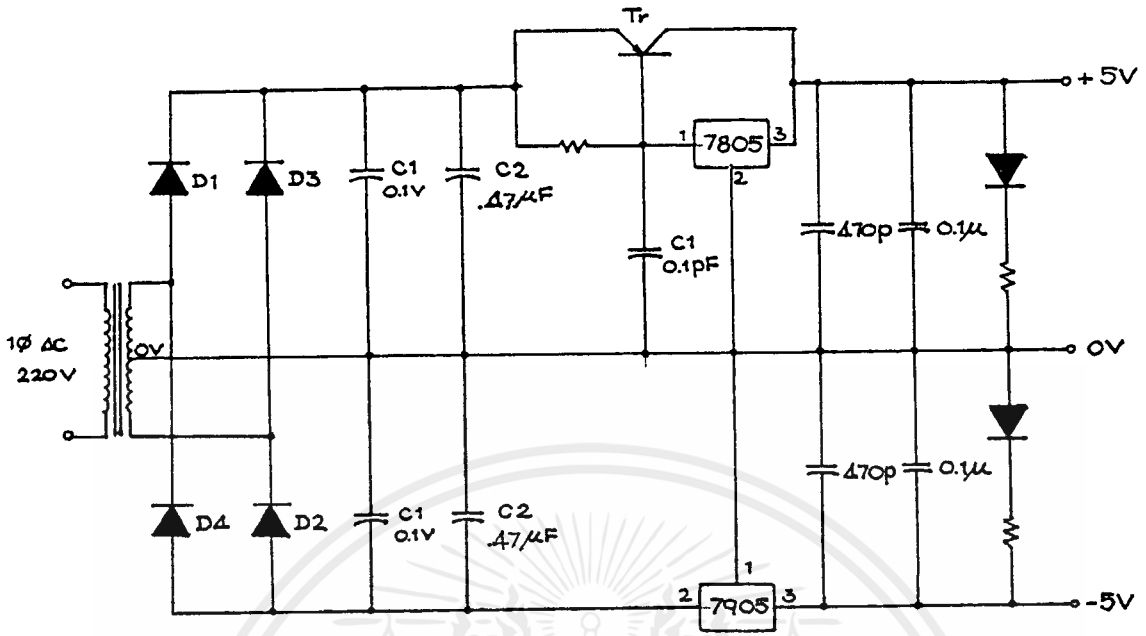 Tr
+5V
1
7805
3
2
D1
D3
C1
0.1V
C2
.47µF
C1
0.1pF
470p
0.1µ
1Ø AC
220V
0V
0V
D4
D2
C1
0.1V
C2
.47µF
470p
0.1µ
1
2
7905
3
-5V